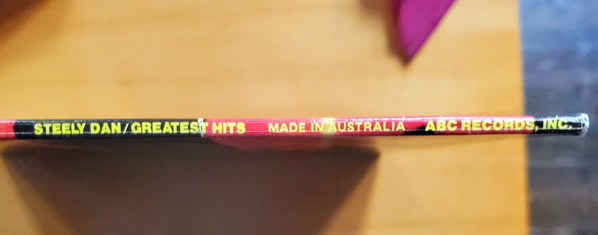 STEELY DAN/GREATEST HITS MADE IN AUSTRALIA ABC RECORDS, INC.